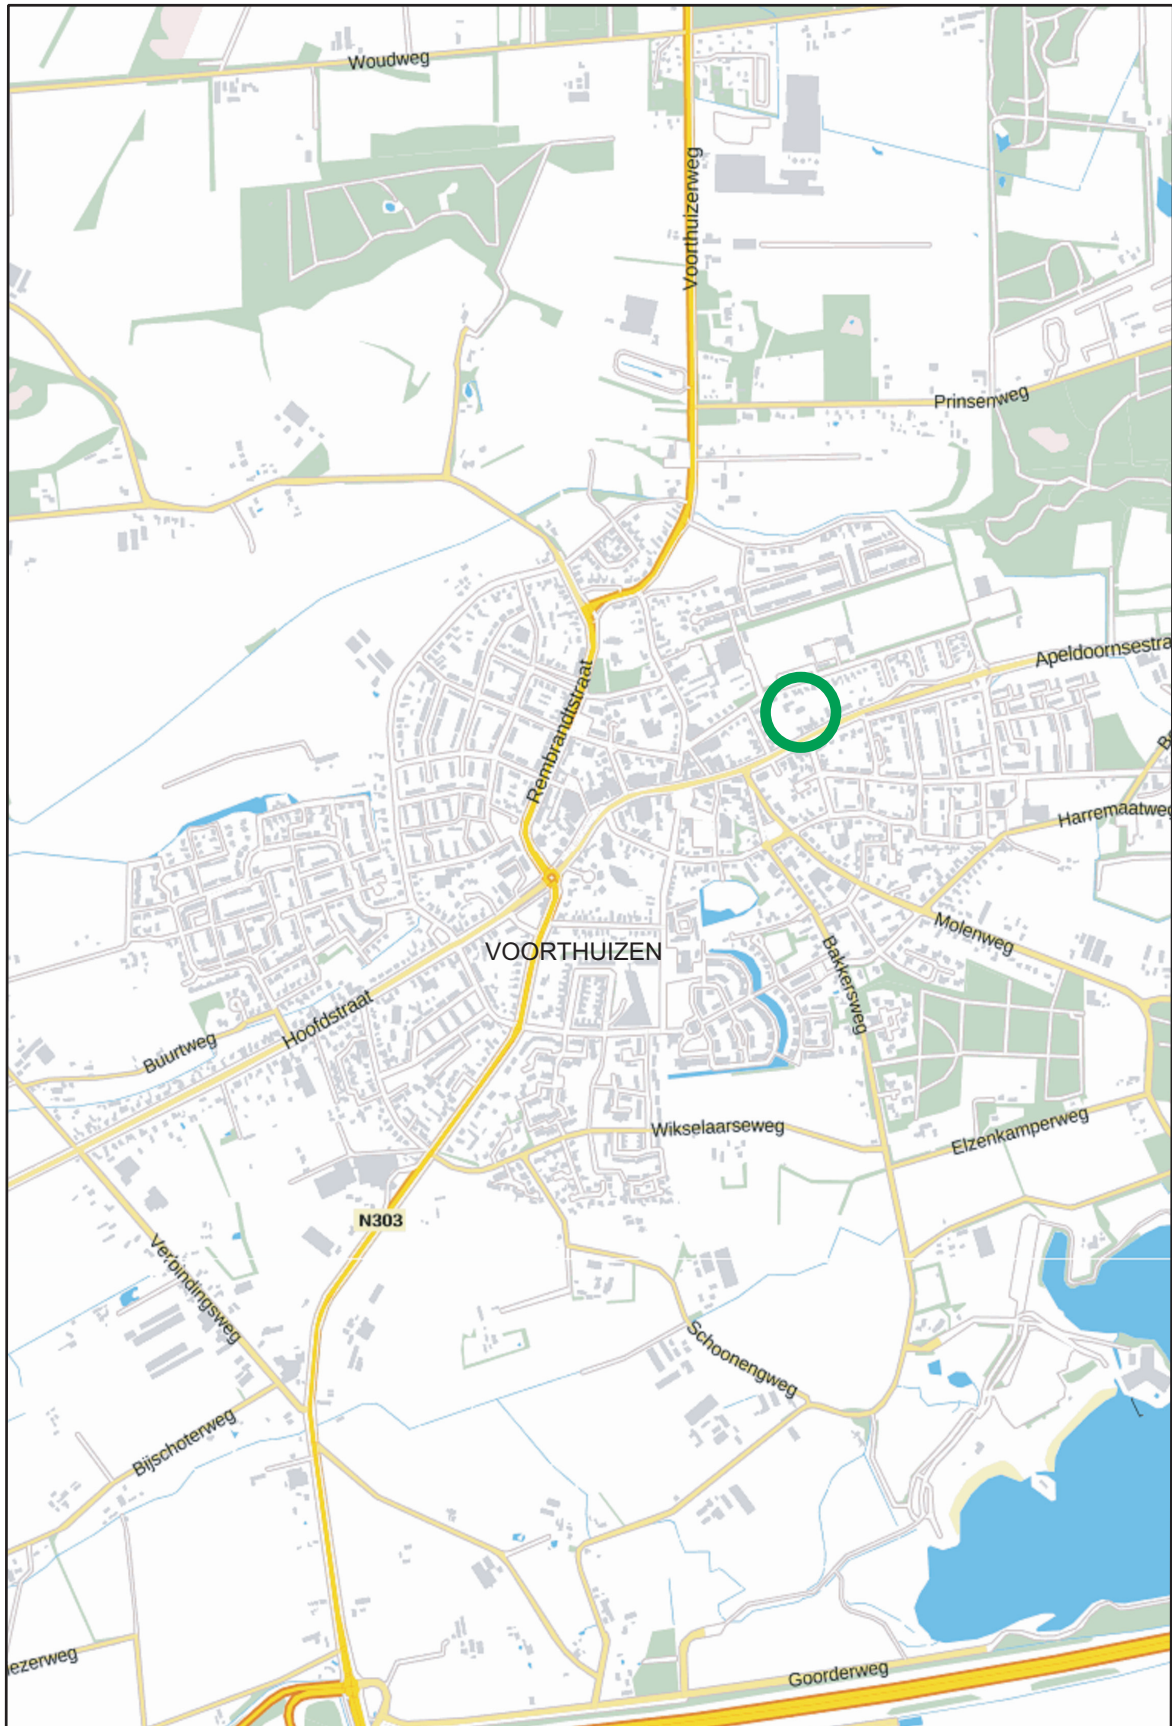 Woudweg
Voorthuizerweg
Prinsenweg
Apeldoornsestra
Rembrandtstraat
Harremaatweg
Molenweg
VOORTHUIZEN
Bakkersweg
Hoofdstraat
Buurtweg
Wikselaarseweg
Elzenkamperweg
N303
Verbindingsweg
Schoonengweg
Bijschoterweg
ezerweg
Goorderweg